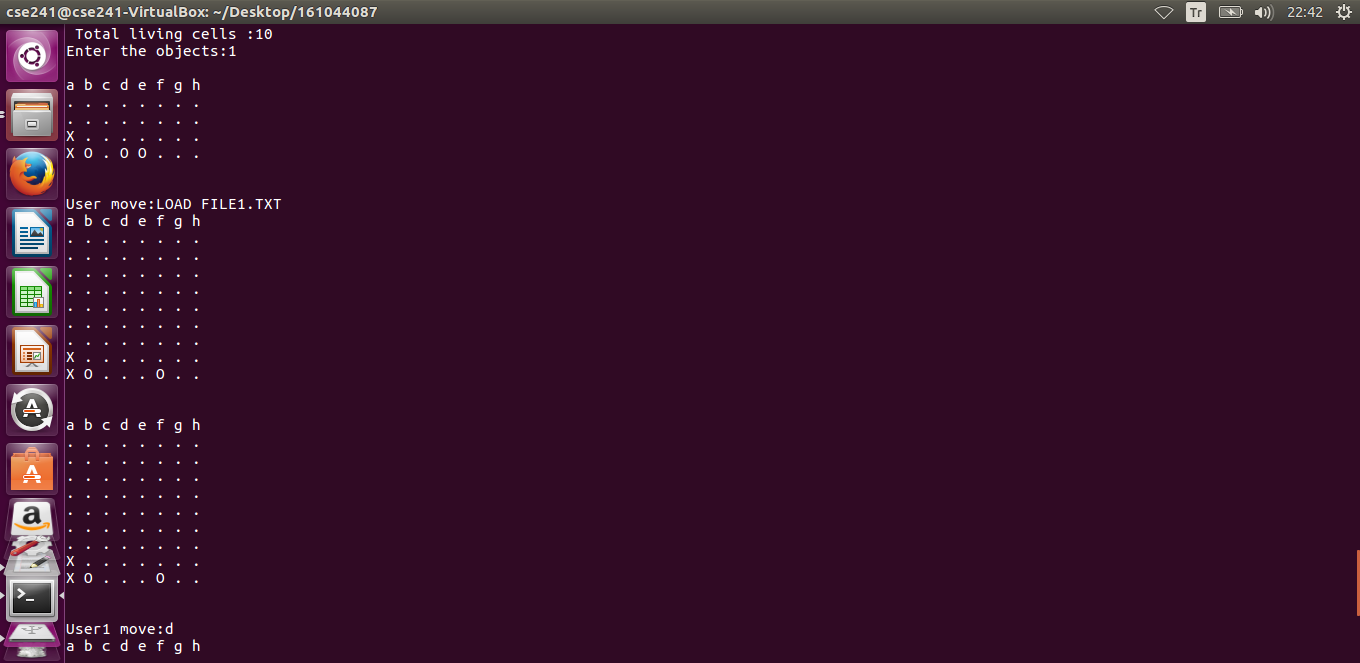 cse241@cse241-VirtualBox: ~/Desktop/161044087
Tr
22:42
Total living cells :10
Enter the objects:1
a b c d e f g h
. . . . . . . .
. . . . . . . .
X . . . . . . .
X O . O O . . .
User move:LOAD FILE1.TXT
a b c d e f g h
. . . . . . . .
. . . . . . . .
. . . . . . . .
. . . . . . . .
. . . . . . . .
. . . . . . . .
. . . . . . . .
X . . . . . . .
X O . . . O . .
a b c d e f g h
. . . . . . . .
. . . . . . . .
. . . . . . . .
. . . . . . . .
. . . . . . . .
. . . . . . . .
. . . . . . . .
X . . . . . . .
X O . . . O . .
User1 move:d
a b c d e f g h